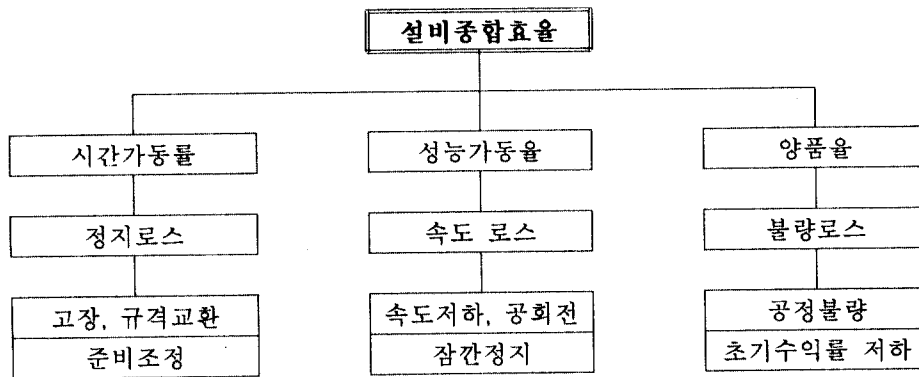 설비종합효율
시간가동률
성능가동율
양품율
정지로스
속도 로스
불량로스
고장, 규격교환
준비조정
속도저하, 공회전
잠깐정지
공정불량
초기수익률 저하